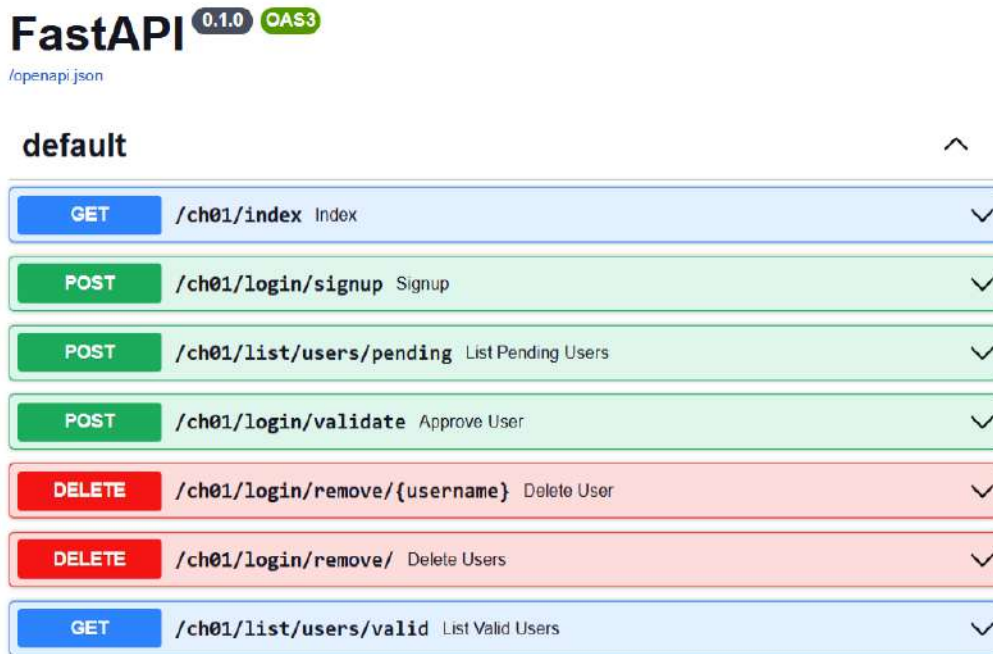 FastAPI 0.1.0 OAS3
/openapi.json
default
GET /ch01/index Index
POST /ch01/login/signup Signup
POST /ch01/list/users/pending List Pending Users
POST /ch01/login/validate Approve User
DELETE /ch01/login/remove/{username} Delete User
DELETE /ch01/login/remove/ Delete Users
GET /ch01/list/users/valid List Valid Users